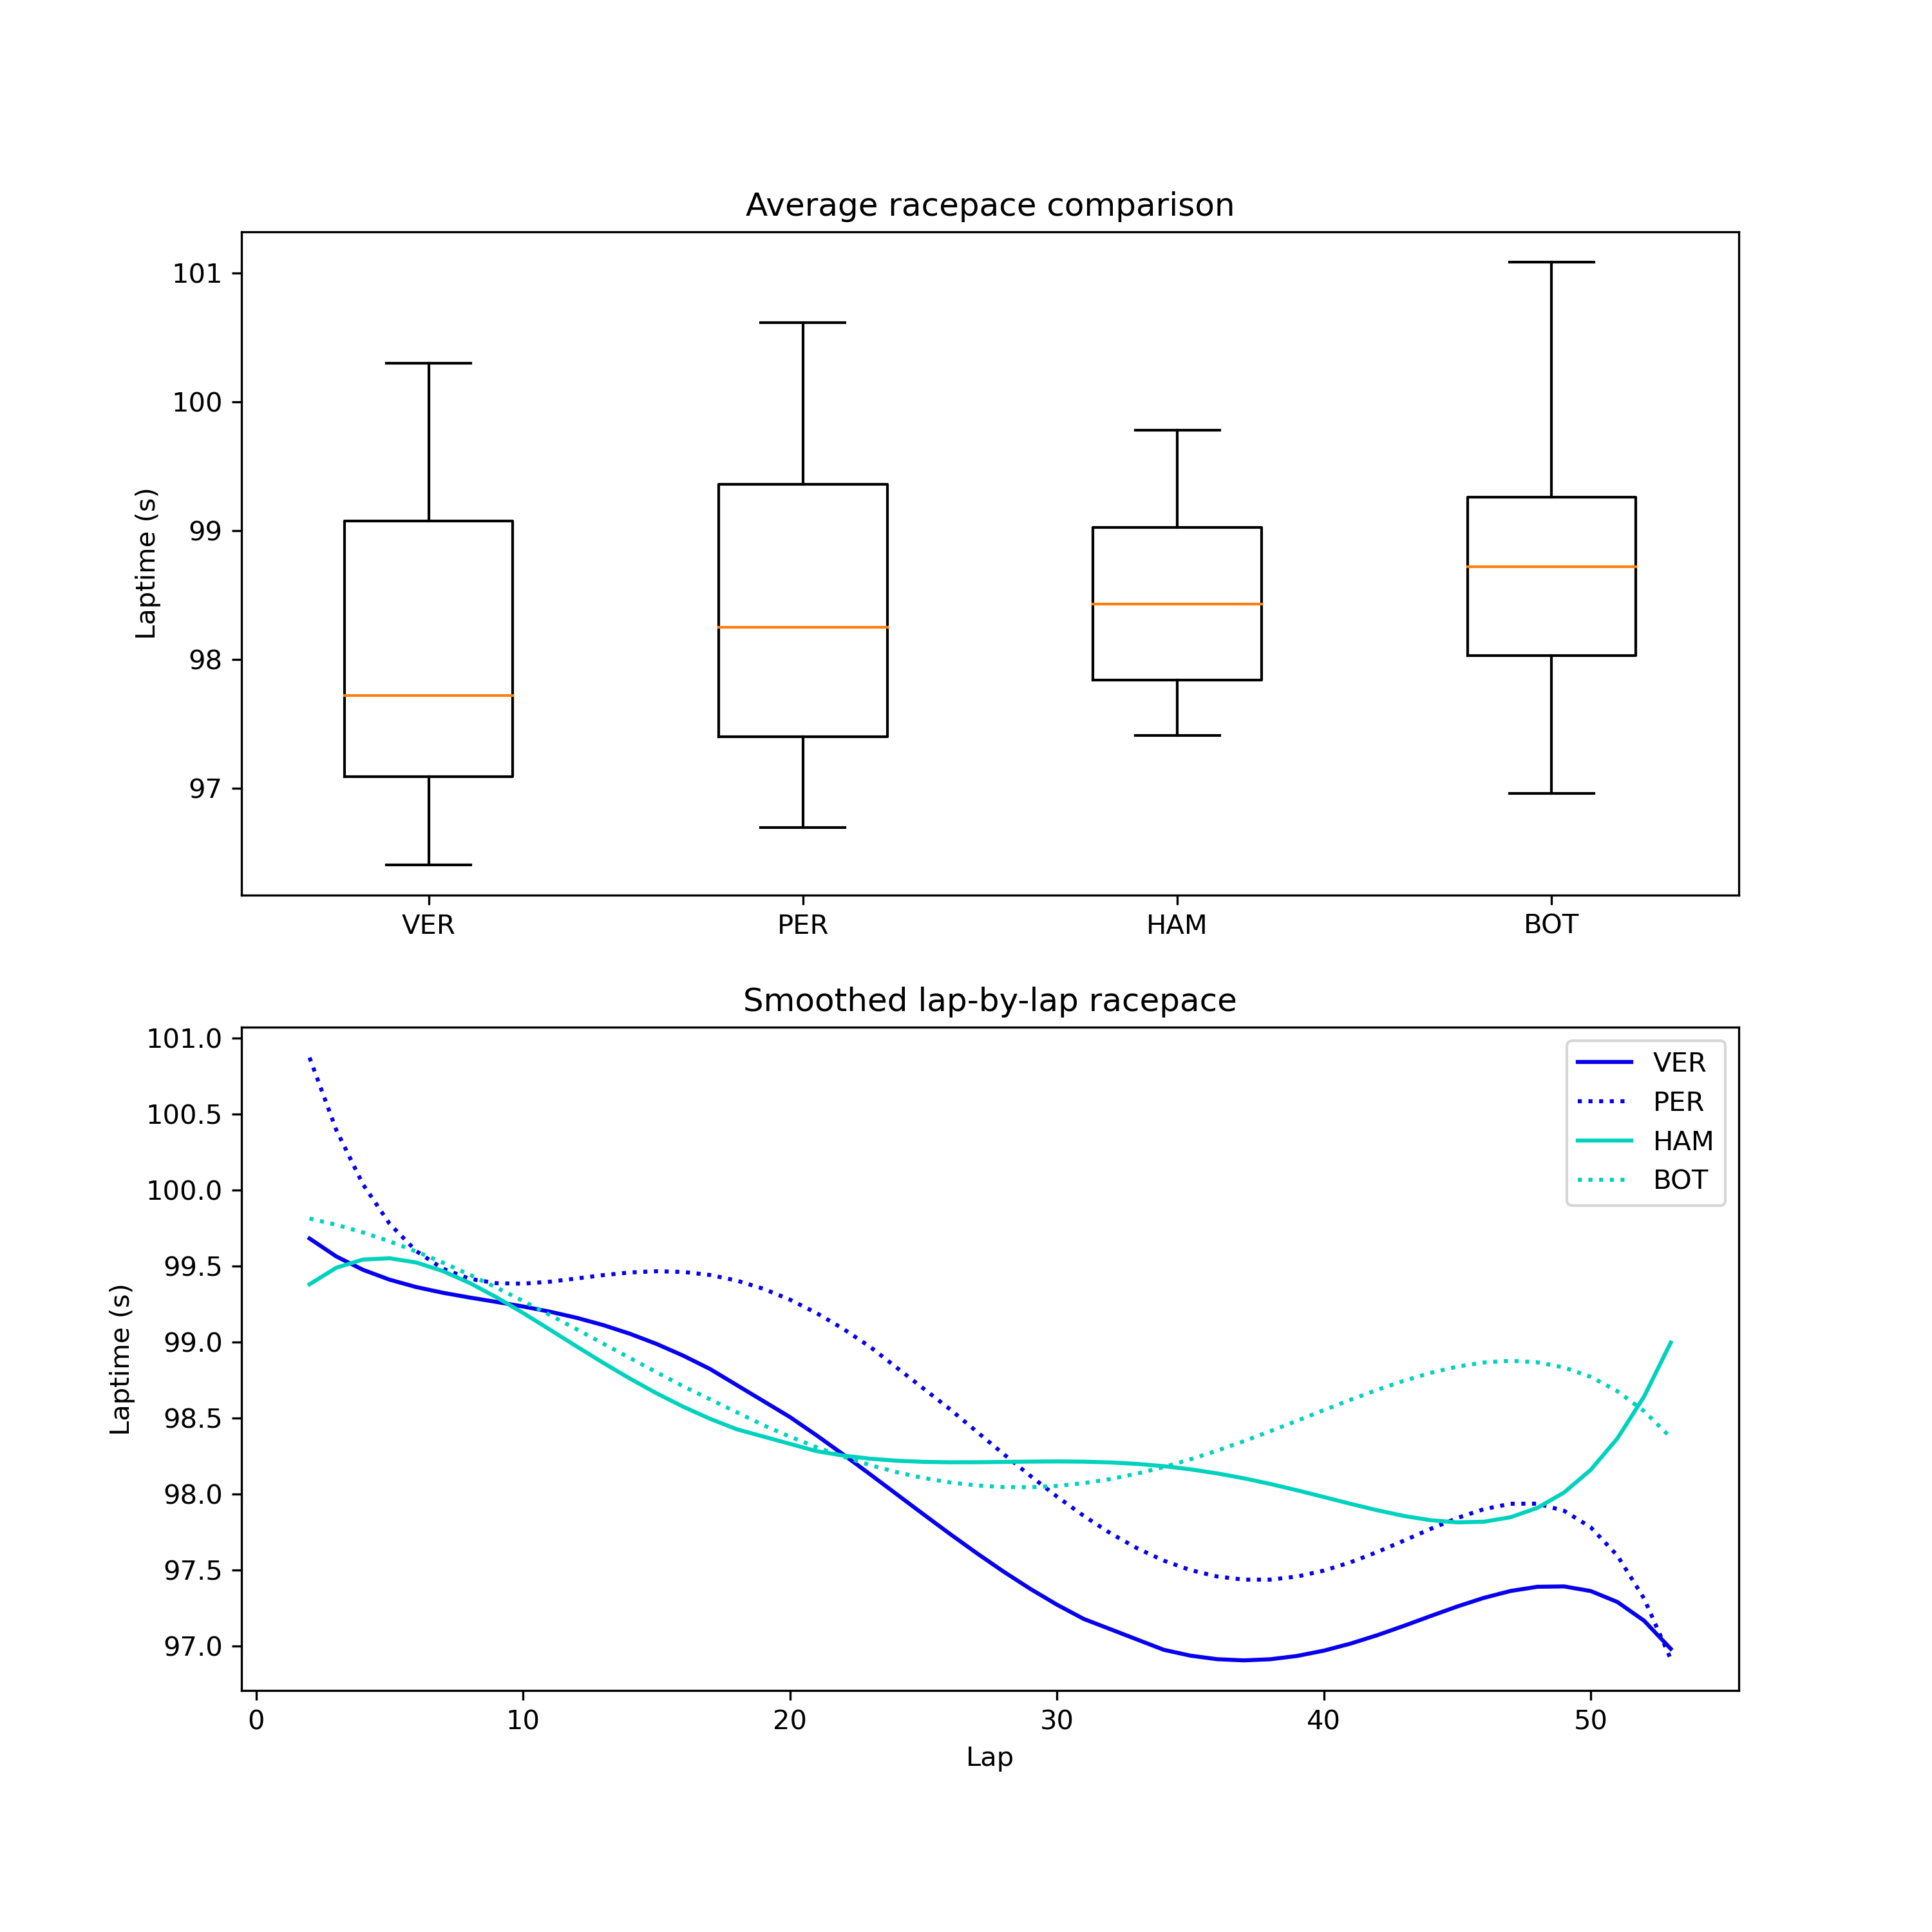 Average racepace comparison
101
100
99
98
97
Laptime (s)
VER PER HAM BOT
Smoothed lap-by-lap racepace
101.0
100.5
100.0
99.5
99.0
98.5
98.0
97.5
97.0
Laptime (s)
VER
PER
HAM
BOT
0 10 20 30 40 50
Lap